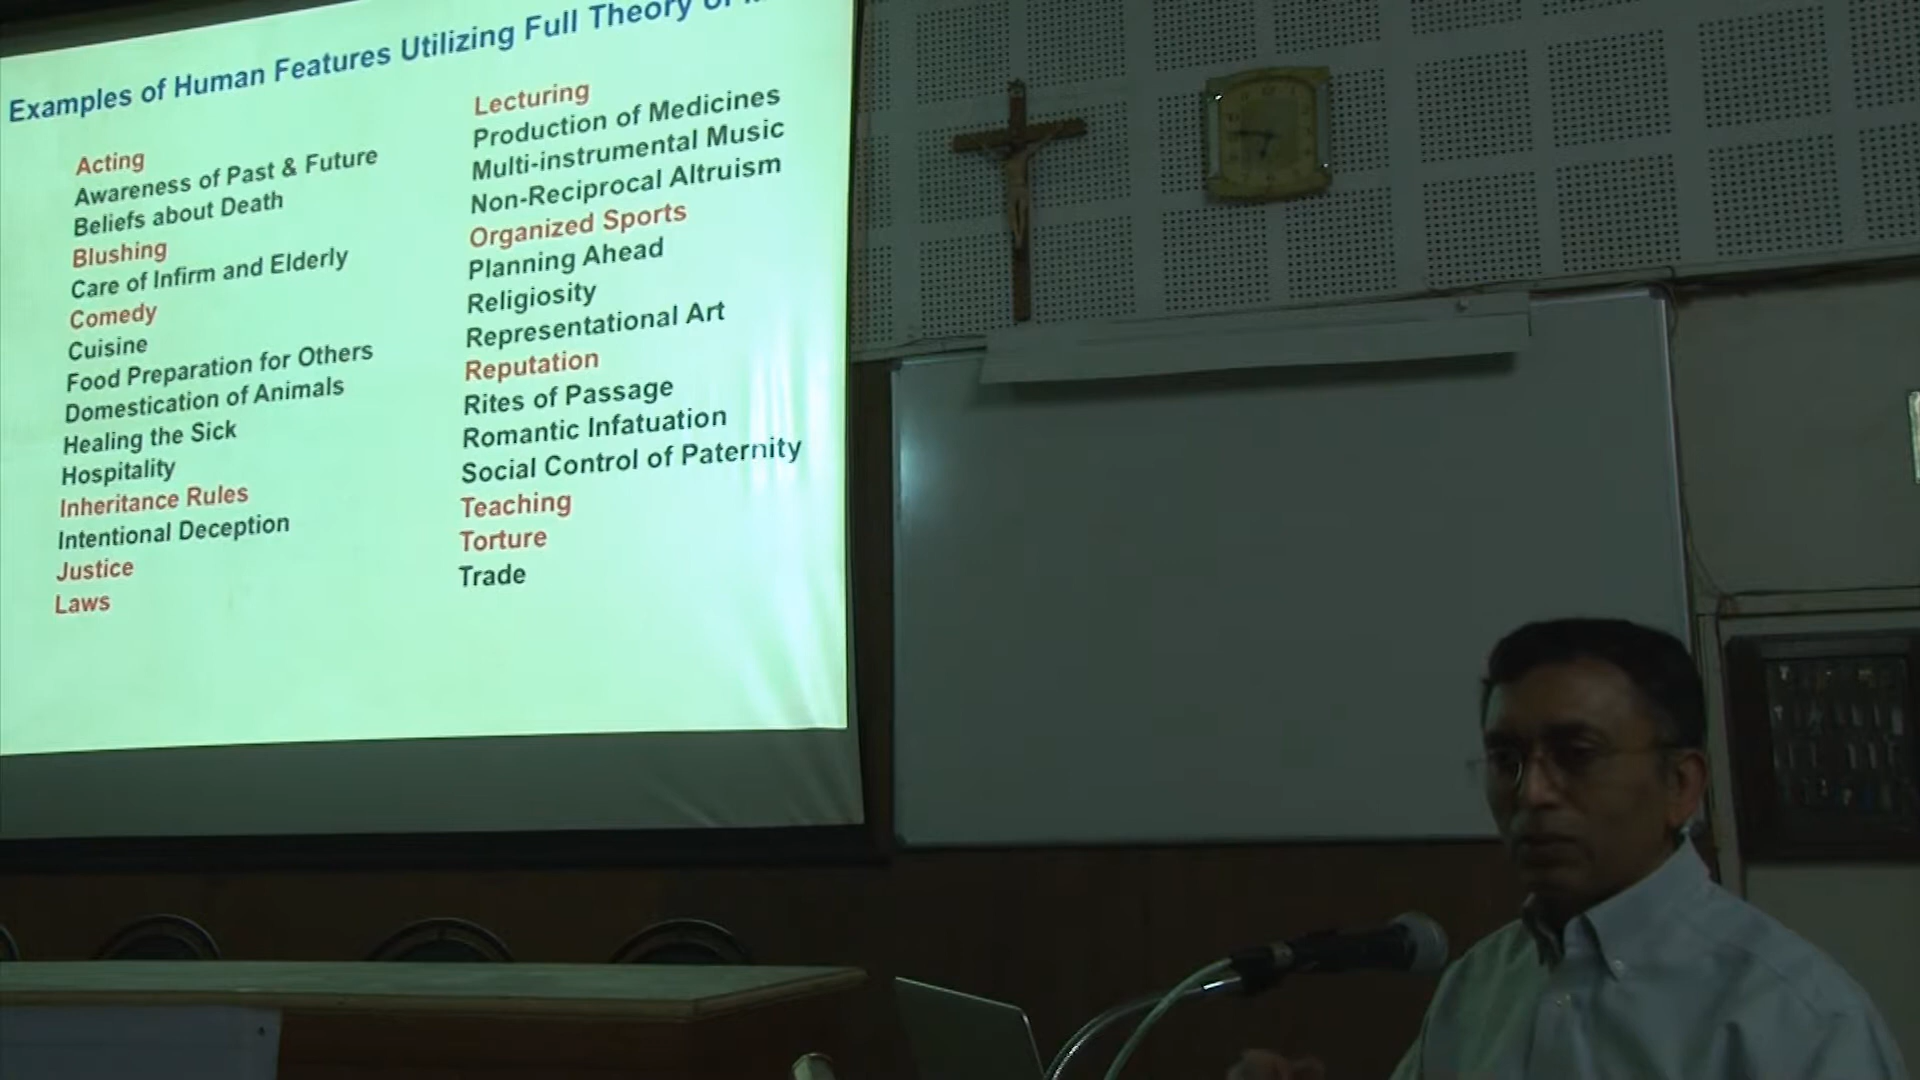 Examples of Human Features Utilizing Full Theory of
Acting
Awareness of Past & Future
Beliefs about Death
Blushing
Care of Infirm and Elderly
Comedy
Cuisine
Food Preparation for Others
Domestication of Animals
Healing the Sick
Hospitality
Inheritance Rules
Intentional Deception
Justice
Laws
Lecturing
Production of Medicines
Multi-instrumental Music
Non-Reciprocal Altruism
Organized Sports
Planning Ahead
Religiosity
Representational Art
Reputation
Rites of Passage
Romantic Infatuation
Social Control of Paternity
Teaching
Torture
Trade